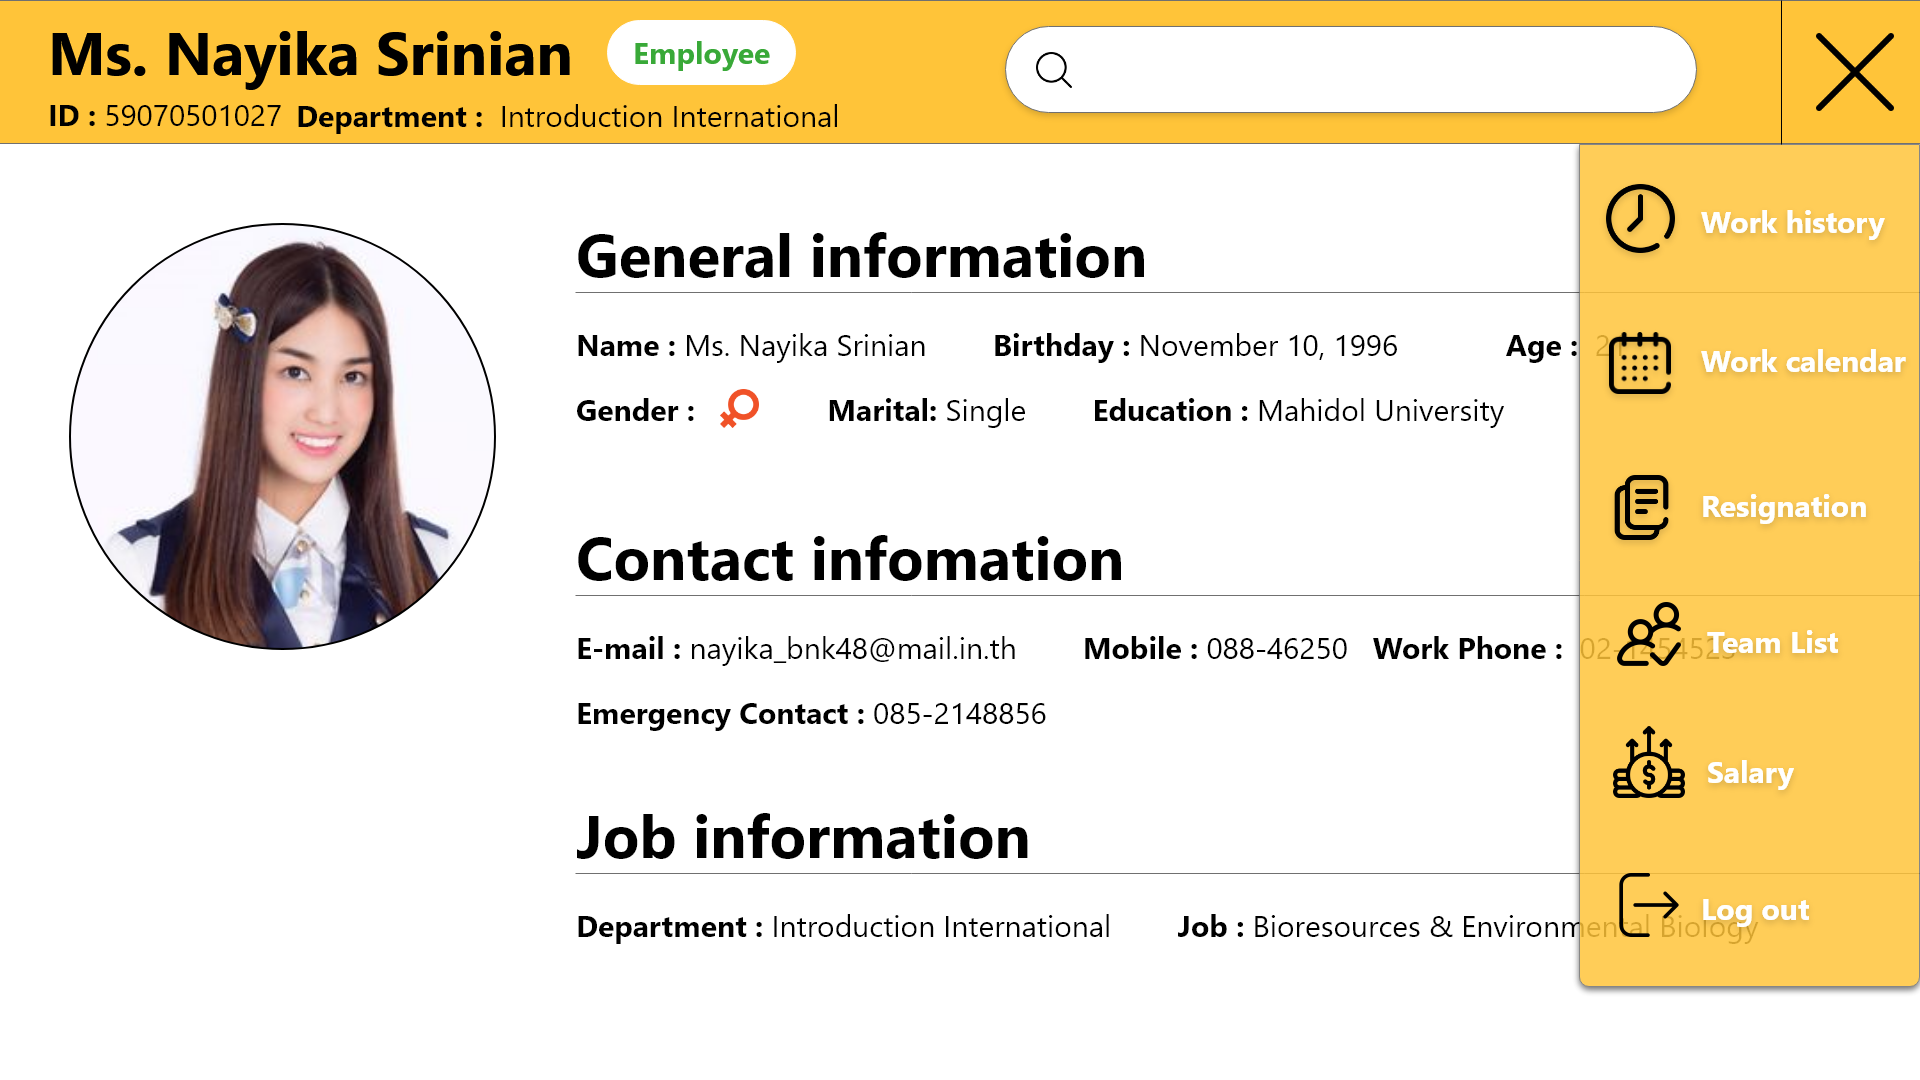 Ms. Nayika Srinian Employee
ID : 59070501027 Department : Introduction International
General information
Work history
Name : Ms. Nayika Srinian Birthday : November 10, 1996 Age :
Work calendar
Gender : Marital: Single Education : Mahidol University
Resignation
Contact infomation
E-mail : nayika_bnk48@mail.in.th Mobile : 088-46250 Work Phone :
Team List
Emergency Contact : 085-2148856
Salary
Job information
Department : Introduction International Job : Bioresources & Environmental Biology
Log out